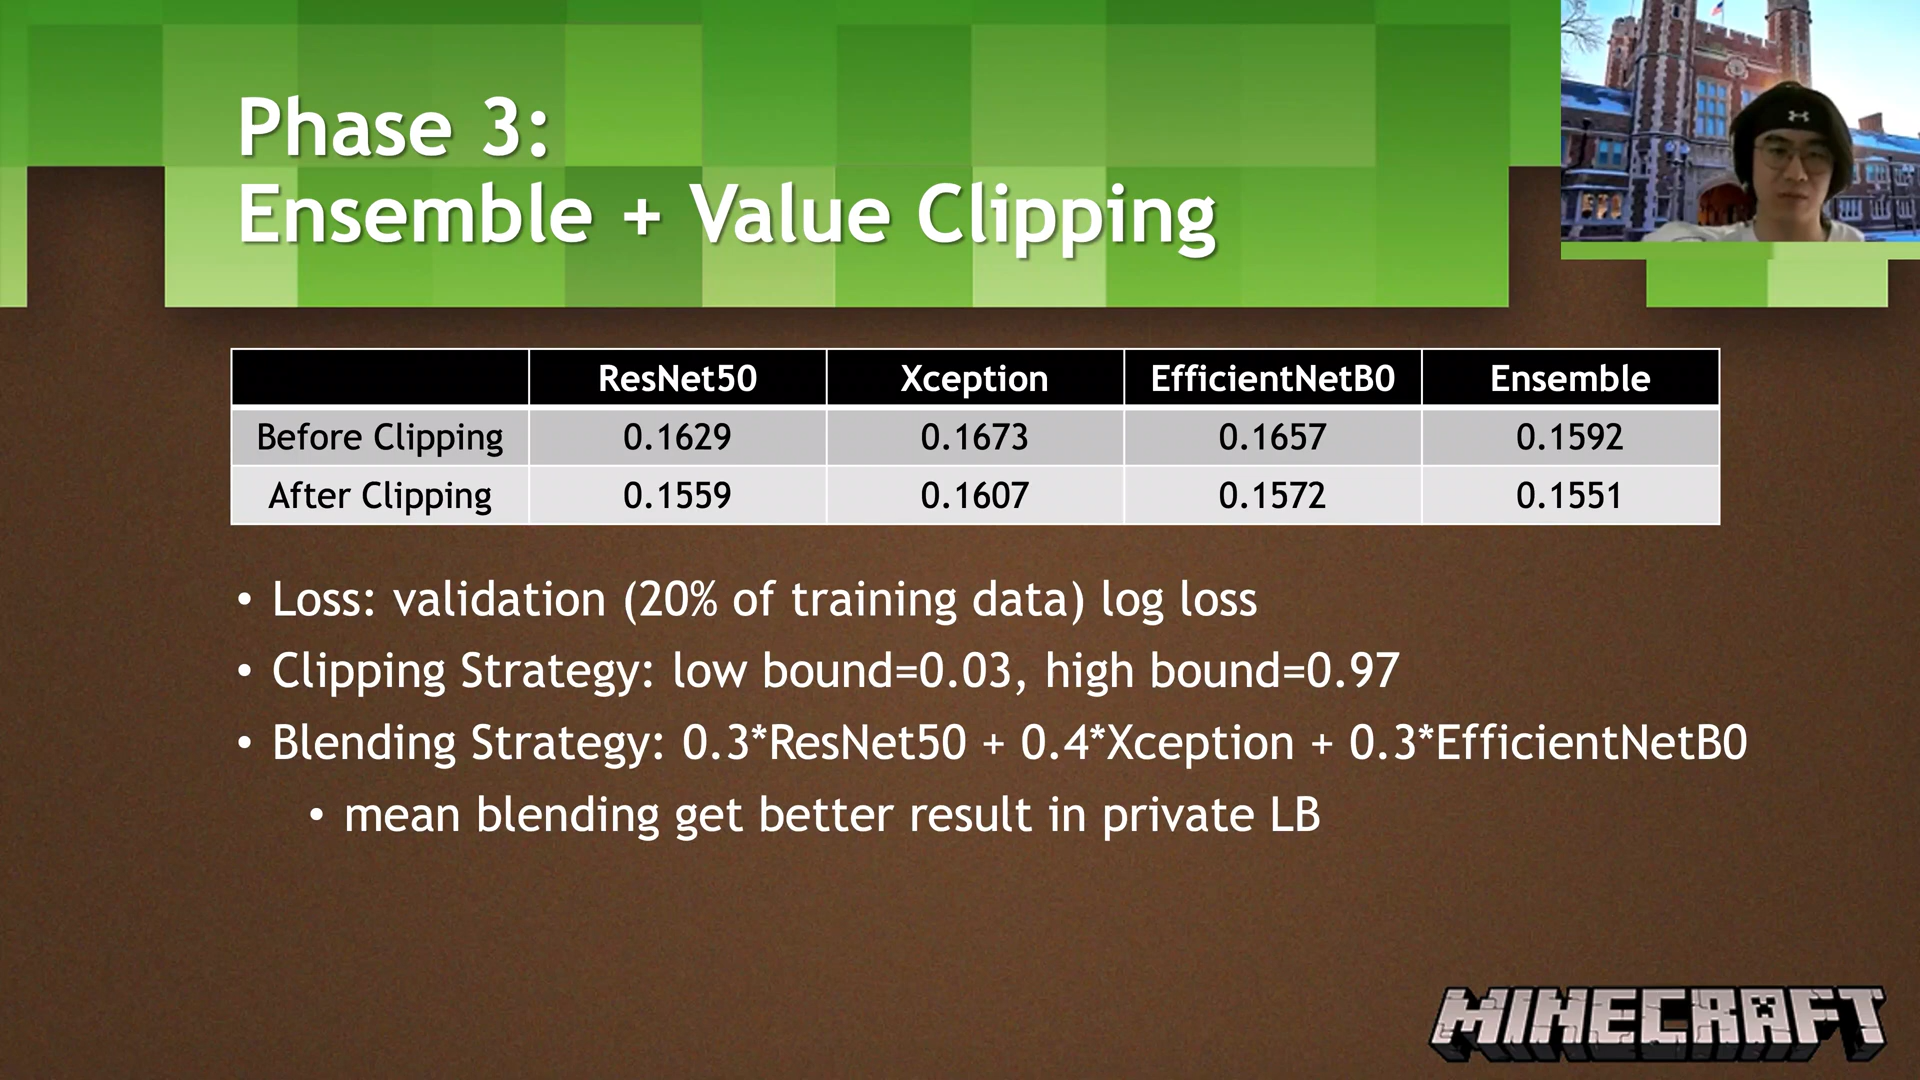 Phase 3:
Ensemble + Value Clipping
ResNet50 Xception EfficientNetB0 Ensemble
Before Clipping 0.1629 0.1673 0.1657 0.1592
After Clipping 0.1559 0.1607 0.1572 0.1551
• Loss: validation (20% of training data) log loss
• Clipping Strategy: low bound=0.03, high bound=0.97
• Blending Strategy: 0.3*ResNet50 + 0.4*Xception + 0.3*EfficientNetB0
• mean blending get better result in private LB
MINECRAFT